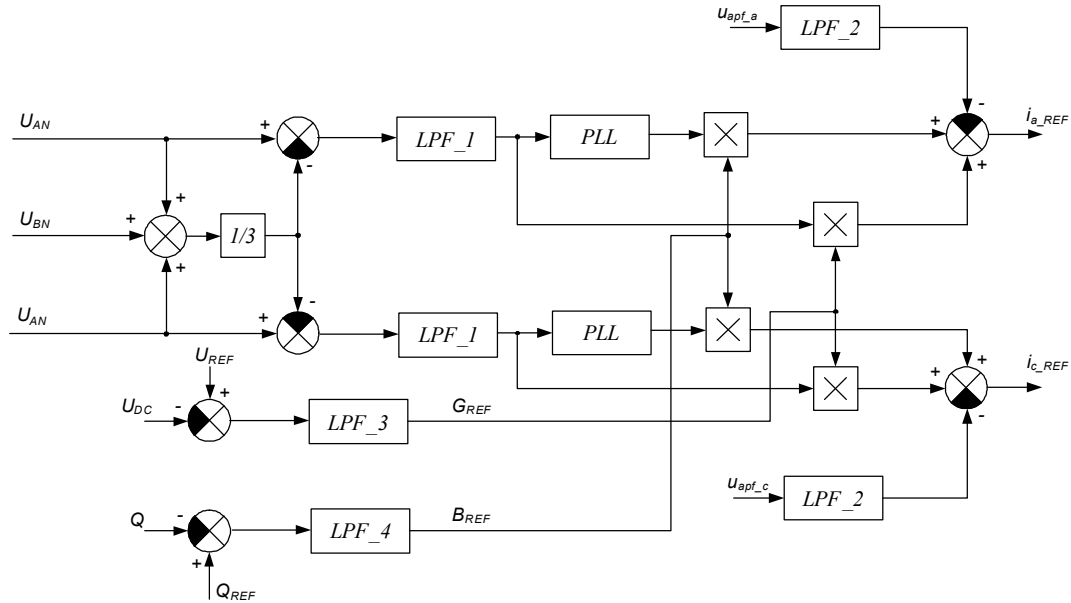 u_apf_a
LPF_2
-
U_AN
+
-
LPF_1
PLL
+
+
i_a_REF
U_BN
+
+
+
1/3
U_AN
+
-
LPF_1
PLL
+
+
-
i_c_REF
U_REF
+
U_DC
-
LPF_3
G_REF
u_apf_c
LPF_2
Q
-
+
LPF_4
B_REF
Q_REF